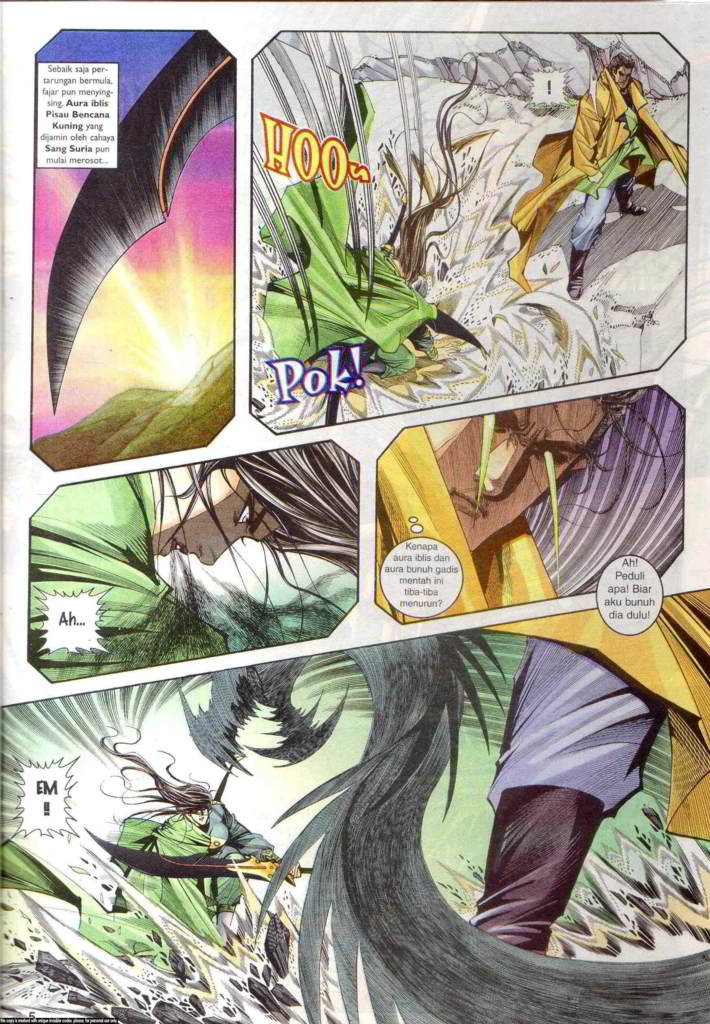 Sebaik saja per-
tarungan bermula,
fajar pun menying-
sing. Aura iblis
Pisau Bencana
Kuning yang
dijamin oleh cahaya
Sang Suria pun
mulai merosot...
!
HOOM
Pok!
Ah...
Kenapa
aura iblis dan
aura bunuh gadis
mentah ini
tiba-tiba
menurun?
Ah!
Peduli
apa! Biar
aku bunuh
dia dulu!
EM
!!
5